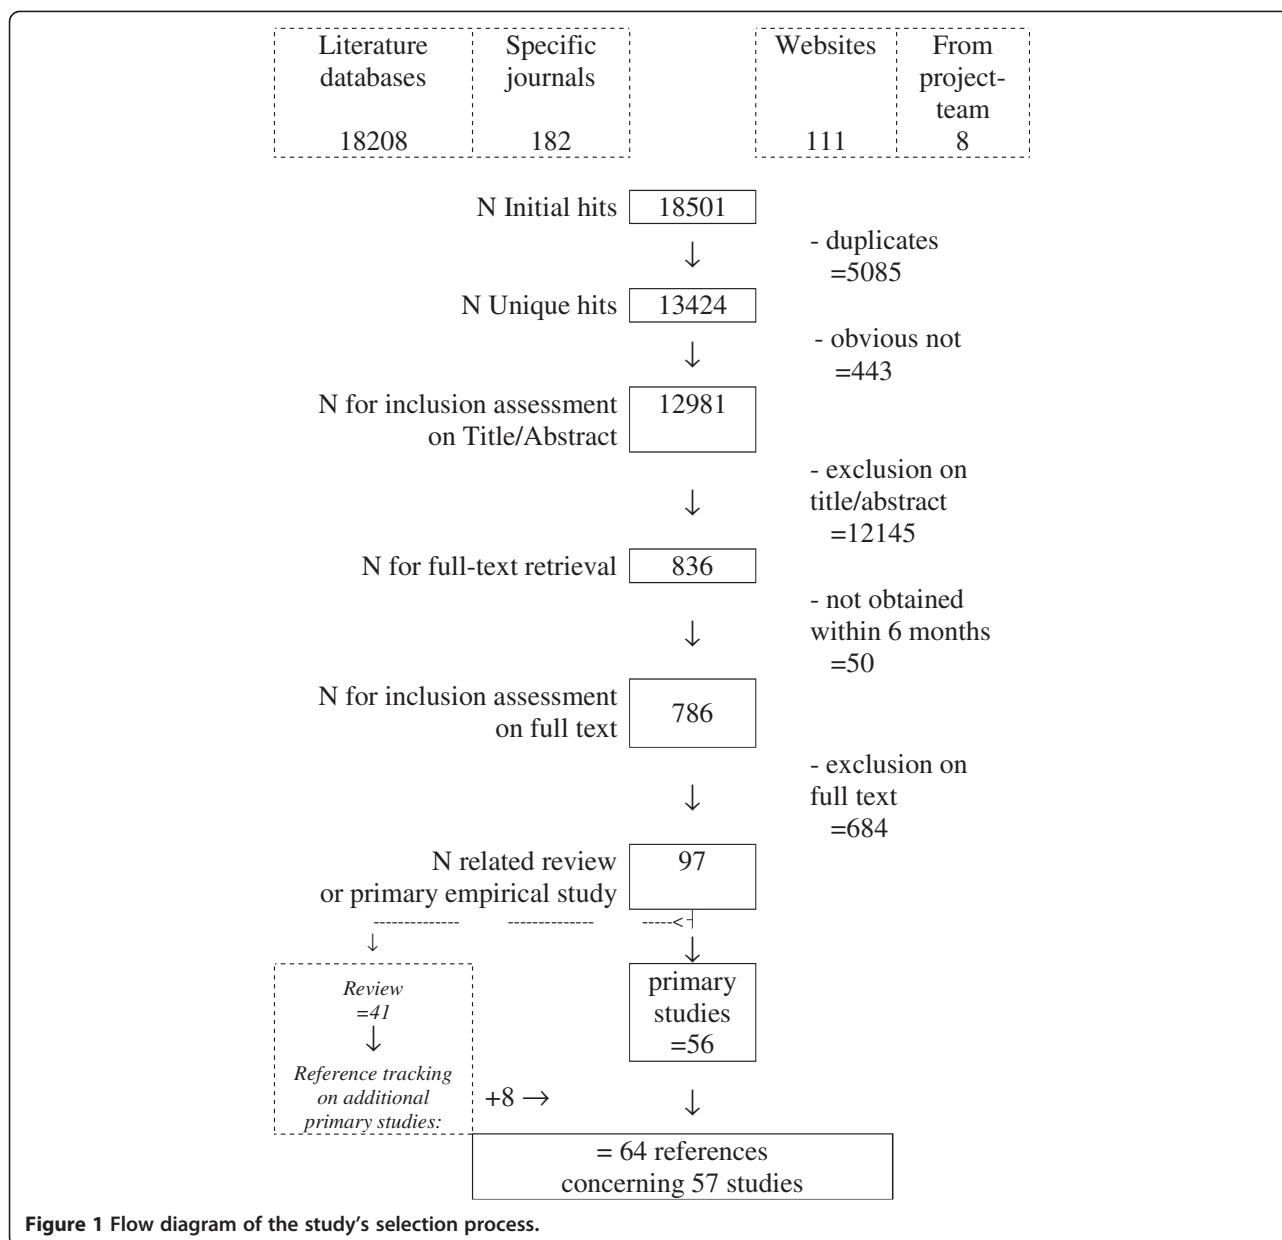 Literature
databases
18208
Specific
journals
182
Websites
111
From
project-
team
8
N Initial hits
18501
↓
- duplicates
=5085
N Unique hits
13424
↓
- obvious not
=443
N for inclusion assessment
on Title/Abstract
12981
↓
- exclusion on
title/abstract
=12145
N for full-text retrieval
836
↓
- not obtained
within 6 months
=50
N for inclusion assessment
on full text
786
↓
- exclusion on
full text
=684
N related review
or primary empirical study
97
↓
Review
=41
↓
Reference tracking
on additional
primary studies:
+8 →
↓
primary
studies
=56
↓
= 64 references
concerning 57 studies
Figure 1 Flow diagram of the study's selection process.